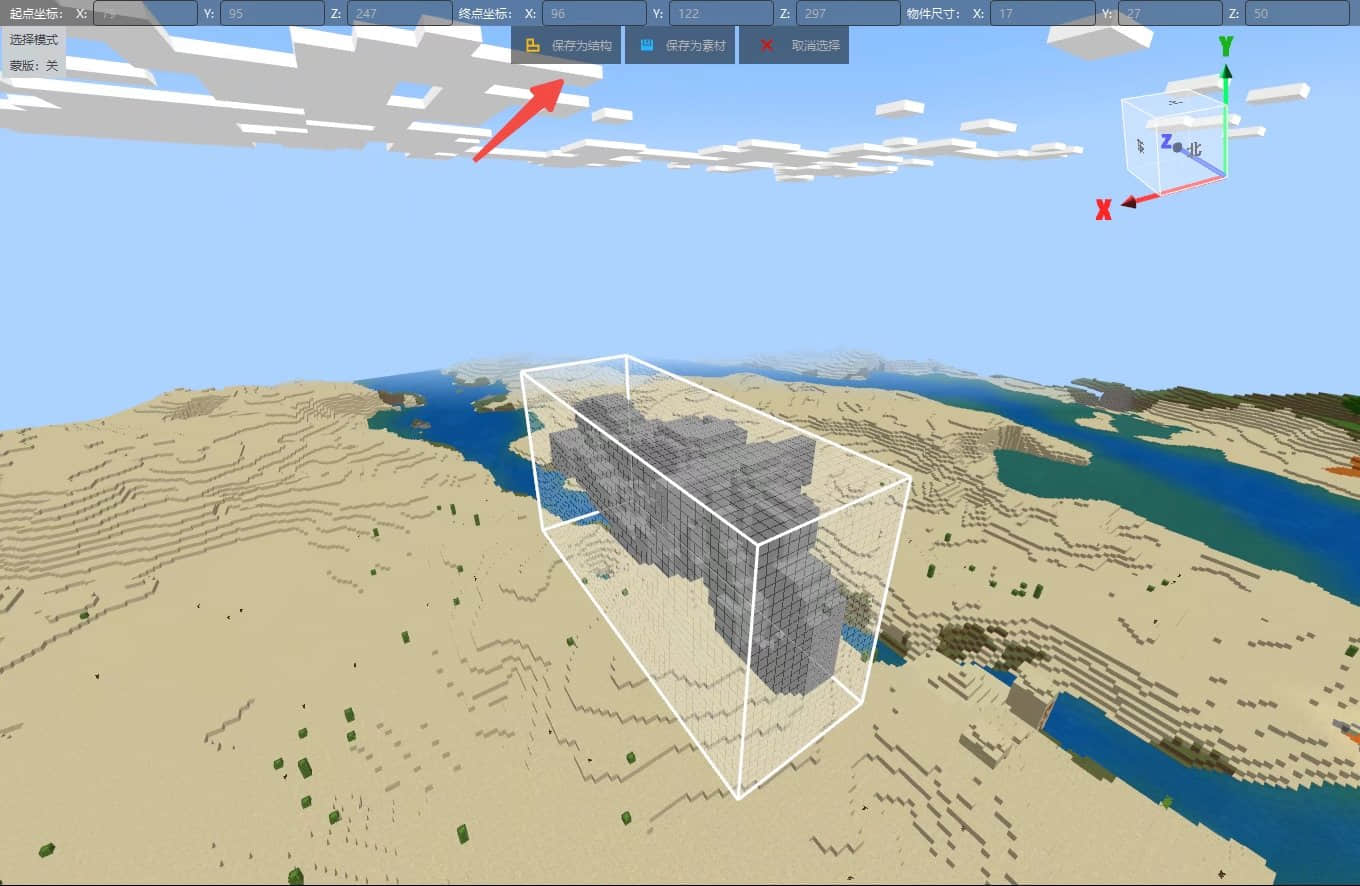 起点坐标: X: 79 Y: 95 Z: 247 终点坐标: X: 96 Y: 122 Z: 297 物件尺寸: X: 17 Y: 27 Z: 50
选择模式
蒙版: 关
保存为结构 保存为素材 取消选择
Y
Z 北
X